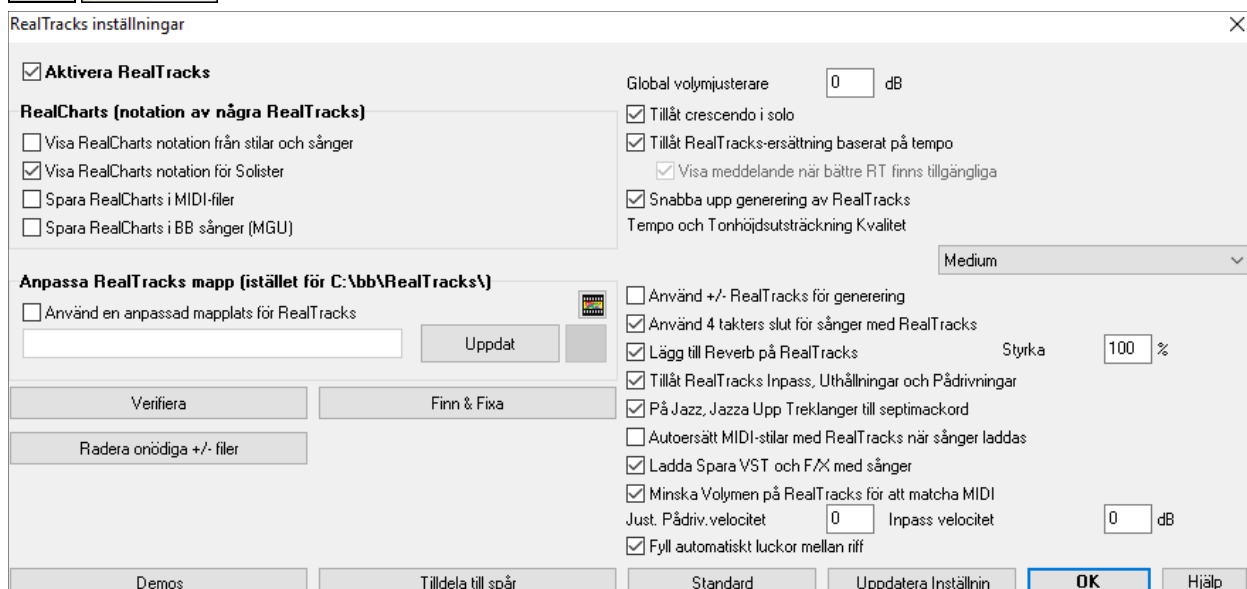 RealTracks inställningar
Aktivera RealTracks
RealCharts (notation av några RealTracks)
Visa RealCharts notation från stilar och sånger
Visa RealCharts notation för Solister
Spara RealCharts i MIDI-filer
Spara RealCharts i BB sånger (MGU)
Anpassa RealTracks mapp (istället för C:\bb\RealTracks\)
Använd en anpassad mapplats för RealTracks
Uppdat
Verifiera
Finn & Fixa
Radera onödiga +/- filer
Global volymjusterare 0 dB
Tillåt crescendo i solo
Tillåt RealTracks-ersättning baserat på tempo
Visa meddelande när bättre RT finns tillgängliga
Snabba upp generering av RealTracks
Tempo och Tonhöjdsutsträckning Kvalitet
Medium
Använd +/- RealTracks för generering
Använd 4 takters slut för sånger med RealTracks
Lägg till Reverb på RealTracks Styrka 100 %
Tillåt RealTracks Inpass, Uthållningar och Pådrivningar
På Jazz, Jazza Upp Treklanger till septimackord
Autoersätt MIDI-stilar med RealTracks när sånger laddas
Ladda Spara VST och F/X med sånger
Minska Volymen på RealTracks för att matcha MIDI
Just. Pådriv.velocitet 0 Inpass velocitet 0 dB
Fyll automatiskt luckor mellan riff
Demos
Tilldela till spår
Standard
Uppdatera Inställnin
OK
Hjälp